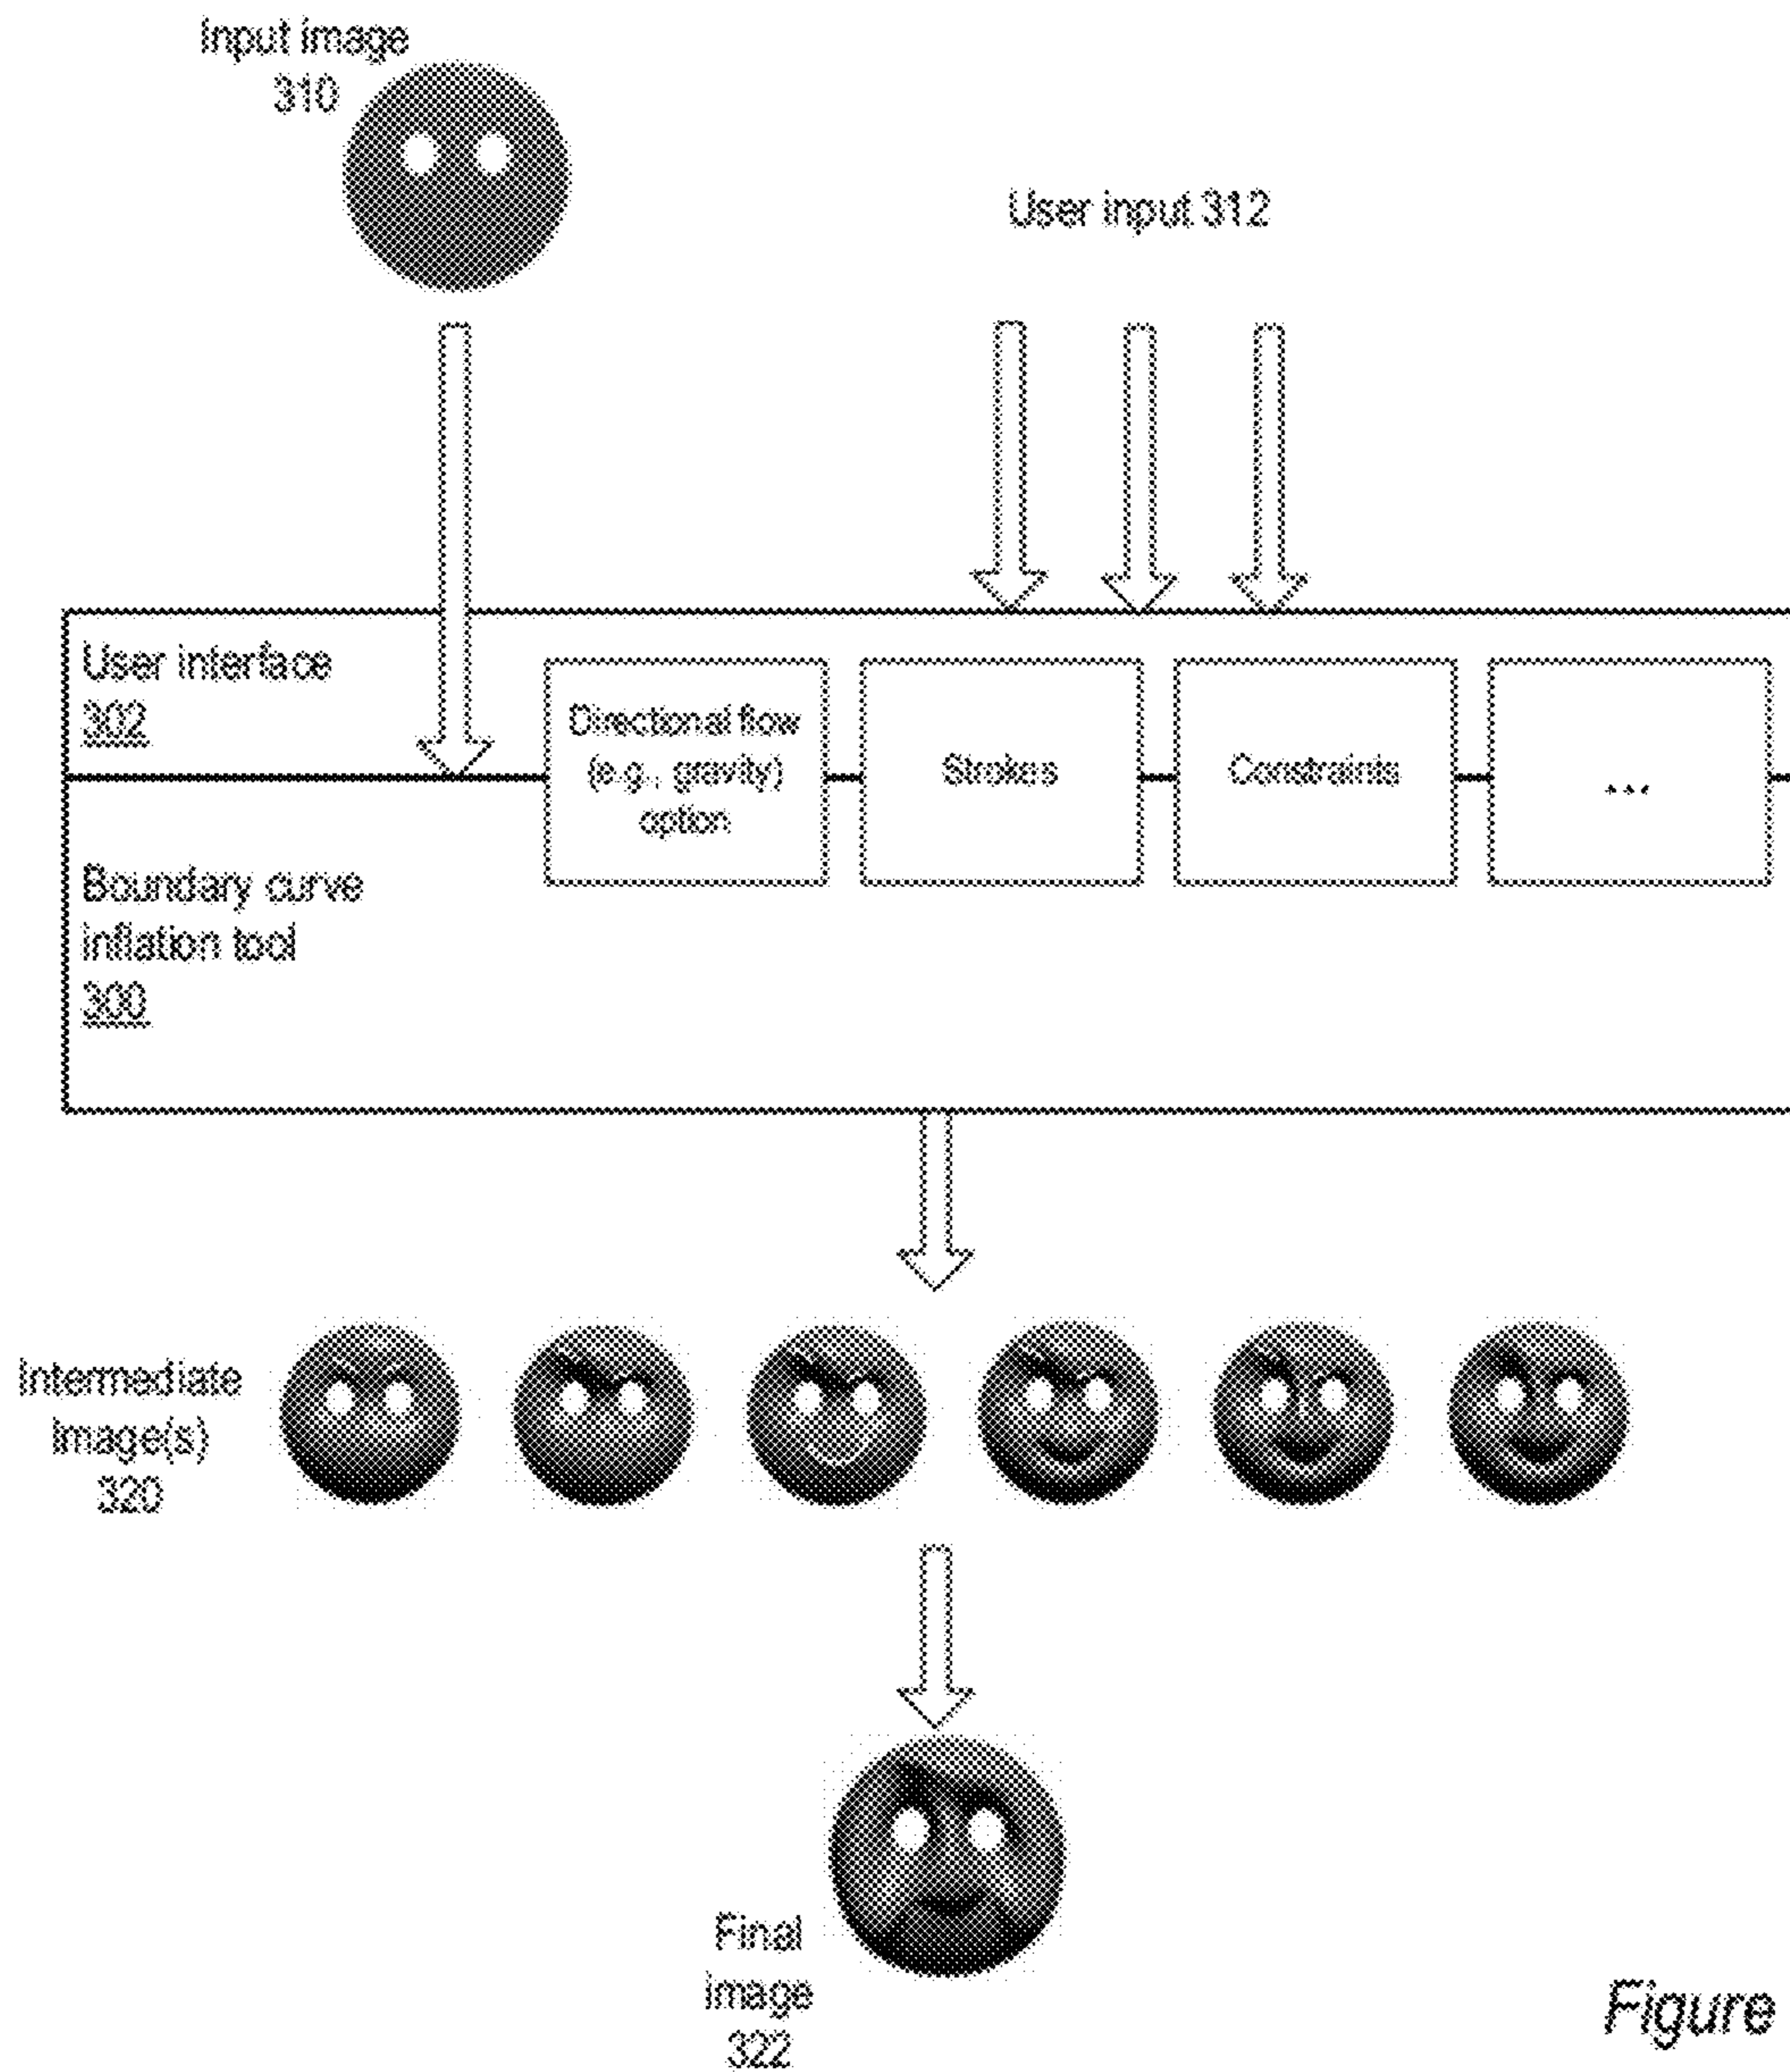 Input image
310
User input 312
User interface
302
Directional flow
(e.g., gravity)
option
Strokes
Constraints
...
Boundary curve
inflation tool
300
Intermediate
image(s)
320
Final
image
322
Figure